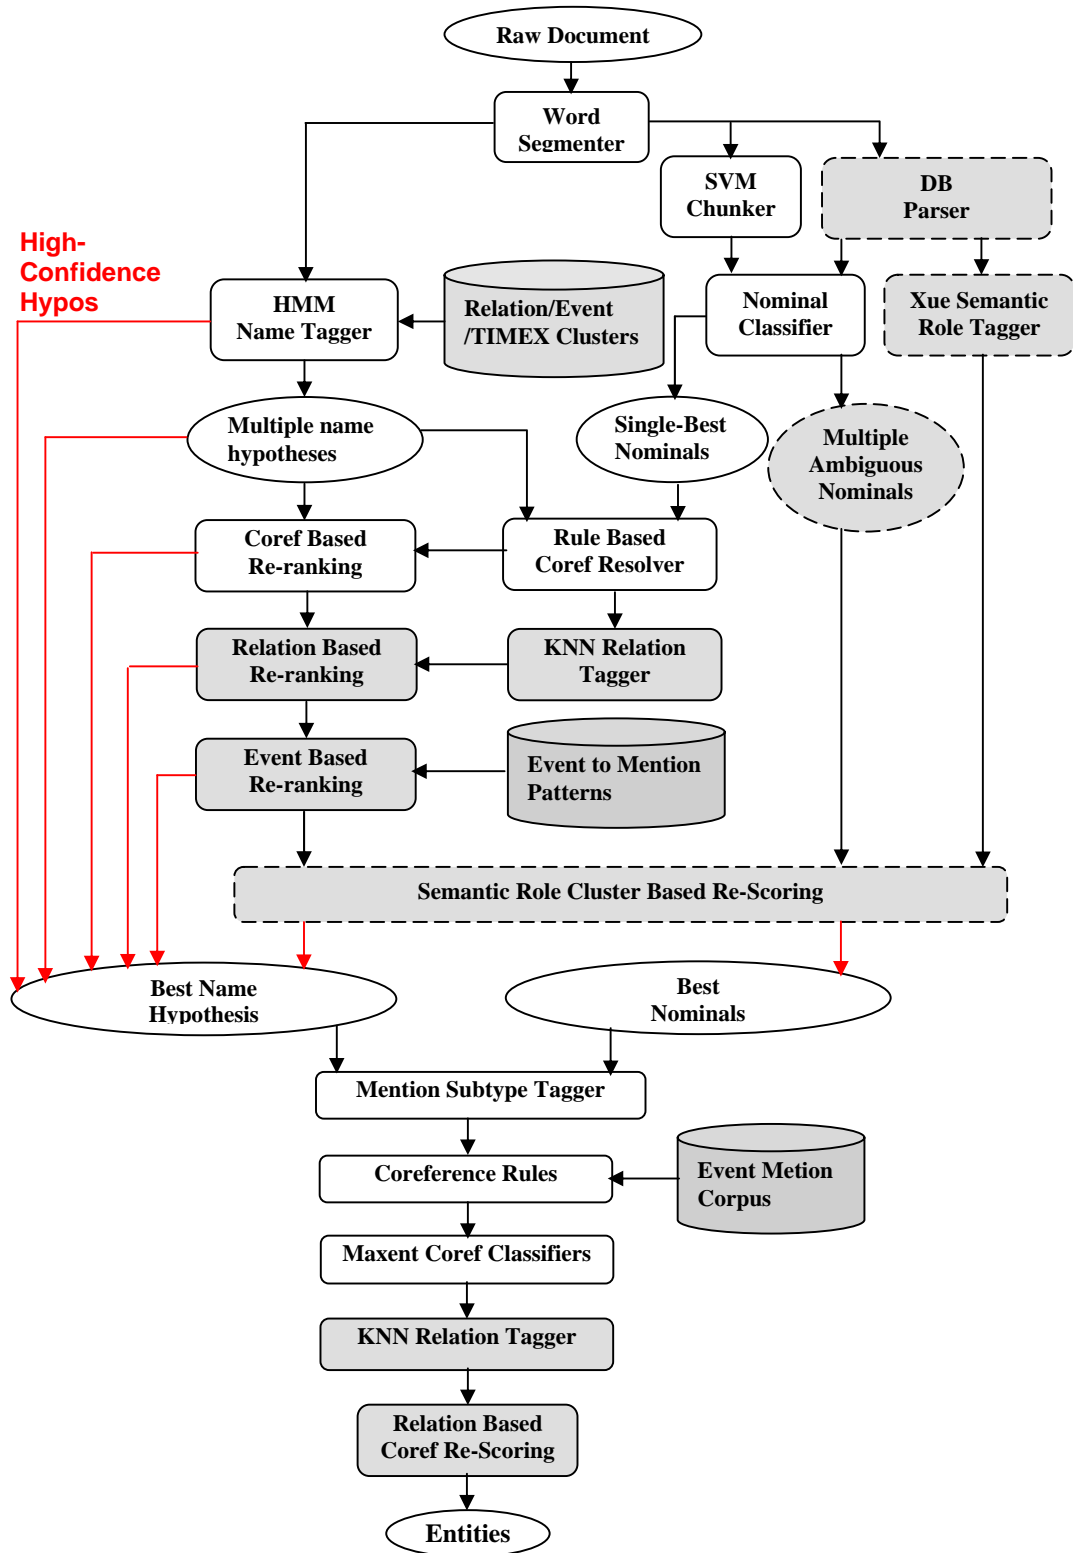 Raw Document
Word
Segmenter
SVM
Chunker
DB
Parser
High-
Confidence
Hypos
HMM
Name Tagger
Relation/Event
/TIMEX Clusters
Nominal
Classifier
Xue Semantic
Role Tagger
Multiple name
hypotheses
Single-Best
Nominals
Multiple
Ambiguous
Nominals
Coref Based
Re-ranking
Rule Based
Coref Resolver
Relation Based
Re-ranking
KNN Relation
Tagger
Event Based
Re-ranking
Event to Mention
Patterns
Semantic Role Cluster Based Re-Scoring
Best Name
Hypothesis
Best
Nominals
Mention Subtype Tagger
Coreference Rules
Event Metion
Corpus
Maxent Coref Classifiers
KNN Relation Tagger
Relation Based
Coref Re-Scoring
Entities